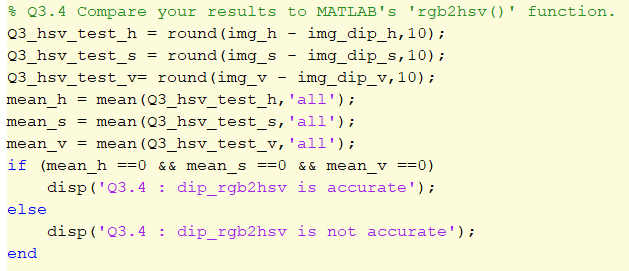 % Q3.4 Compare your results to MATLAB's 'rgb2hsv()' function.
Q3_hsv_test_h = round(img_h - img_dip_h,10);
Q3_hsv_test_s = round(img_s - img_dip_s,10);
Q3_hsv_test_v= round(img_v - img_dip_v,10);
mean_h = mean(Q3_hsv_test_h,'all');
mean_s = mean(Q3_hsv_test_s,'all');
mean_v = mean(Q3_hsv_test_v,'all');
if (mean_h ==0 && mean_s ==0 && mean_v ==0)
    disp('Q3.4 : dip_rgb2hsv is accurate');
else
    disp('Q3.4 : dip_rgb2hsv is not accurate');
end